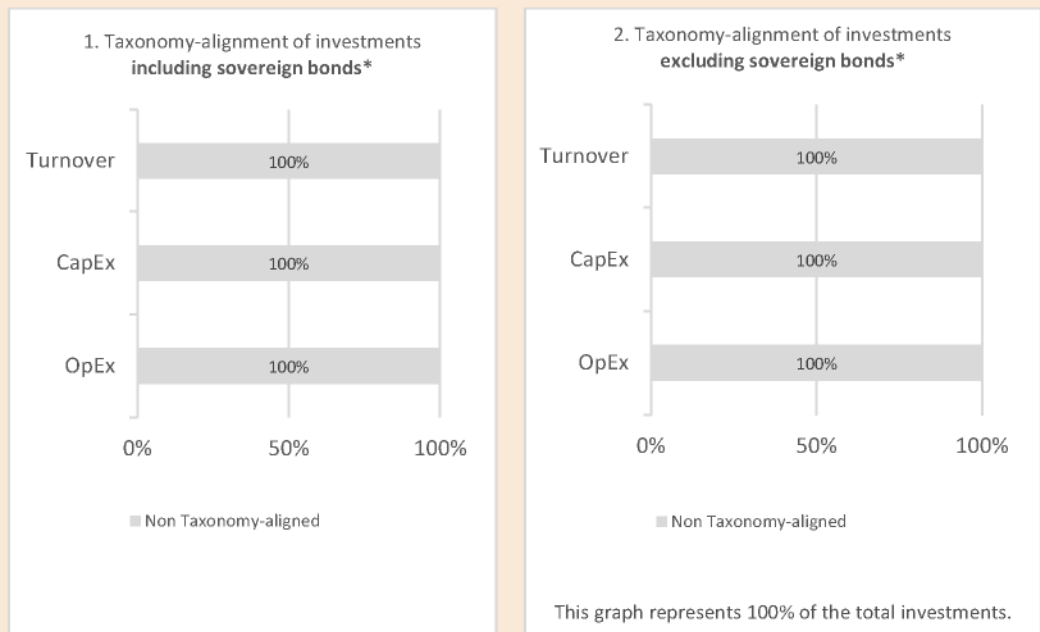 1. Taxonomy-alignment of investments
including sovereign bonds*
Turnover
100%
CapEx
100%
OpEx
100%
0%
50%
100%
Non Taxonomy-aligned
2. Taxonomy-alignment of investments
excluding sovereign bonds*
Turnover
100%
CapEx
100%
OpEx
100%
0%
50%
100%
Non Taxonomy-aligned
This graph represents 100% of the total investments.